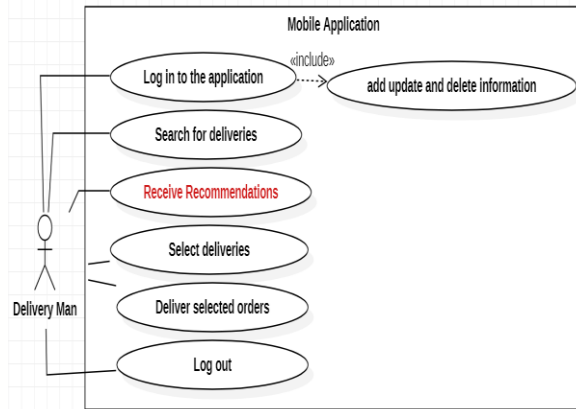 Mobile Application
«include»
Log in to the application
add update and delete information
Search for deliveries
Receive Recommendations
Select deliveries
Delivery Man
Deliver selected orders
Log out